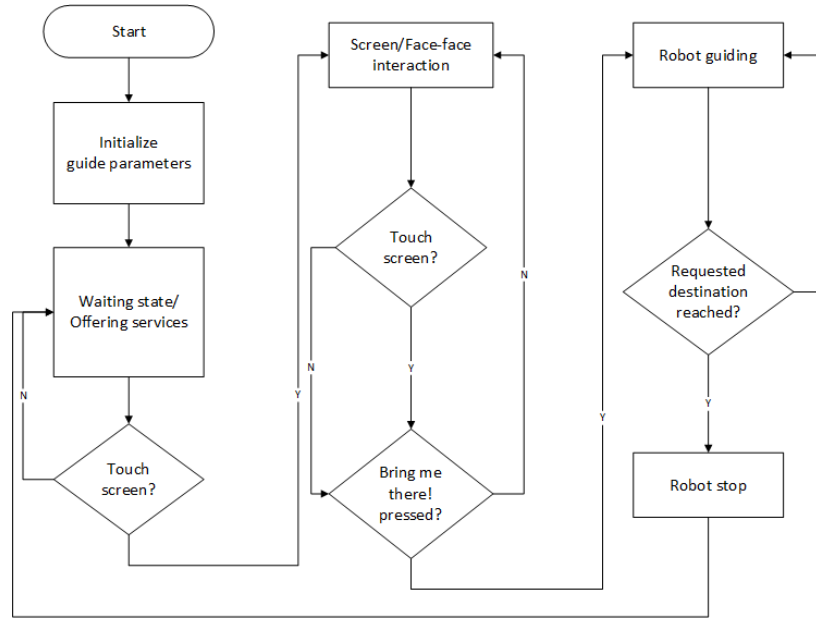 Start
Initialize
guide parameters
Waiting state/
Offering services
N
Touch
screen?
Y
Screen/Face-face
interaction
Touch
screen?
N
N
Y
Bring me
there!
pressed?
Y
Robot guiding
Requested
destination
reached?
Y
Robot stop